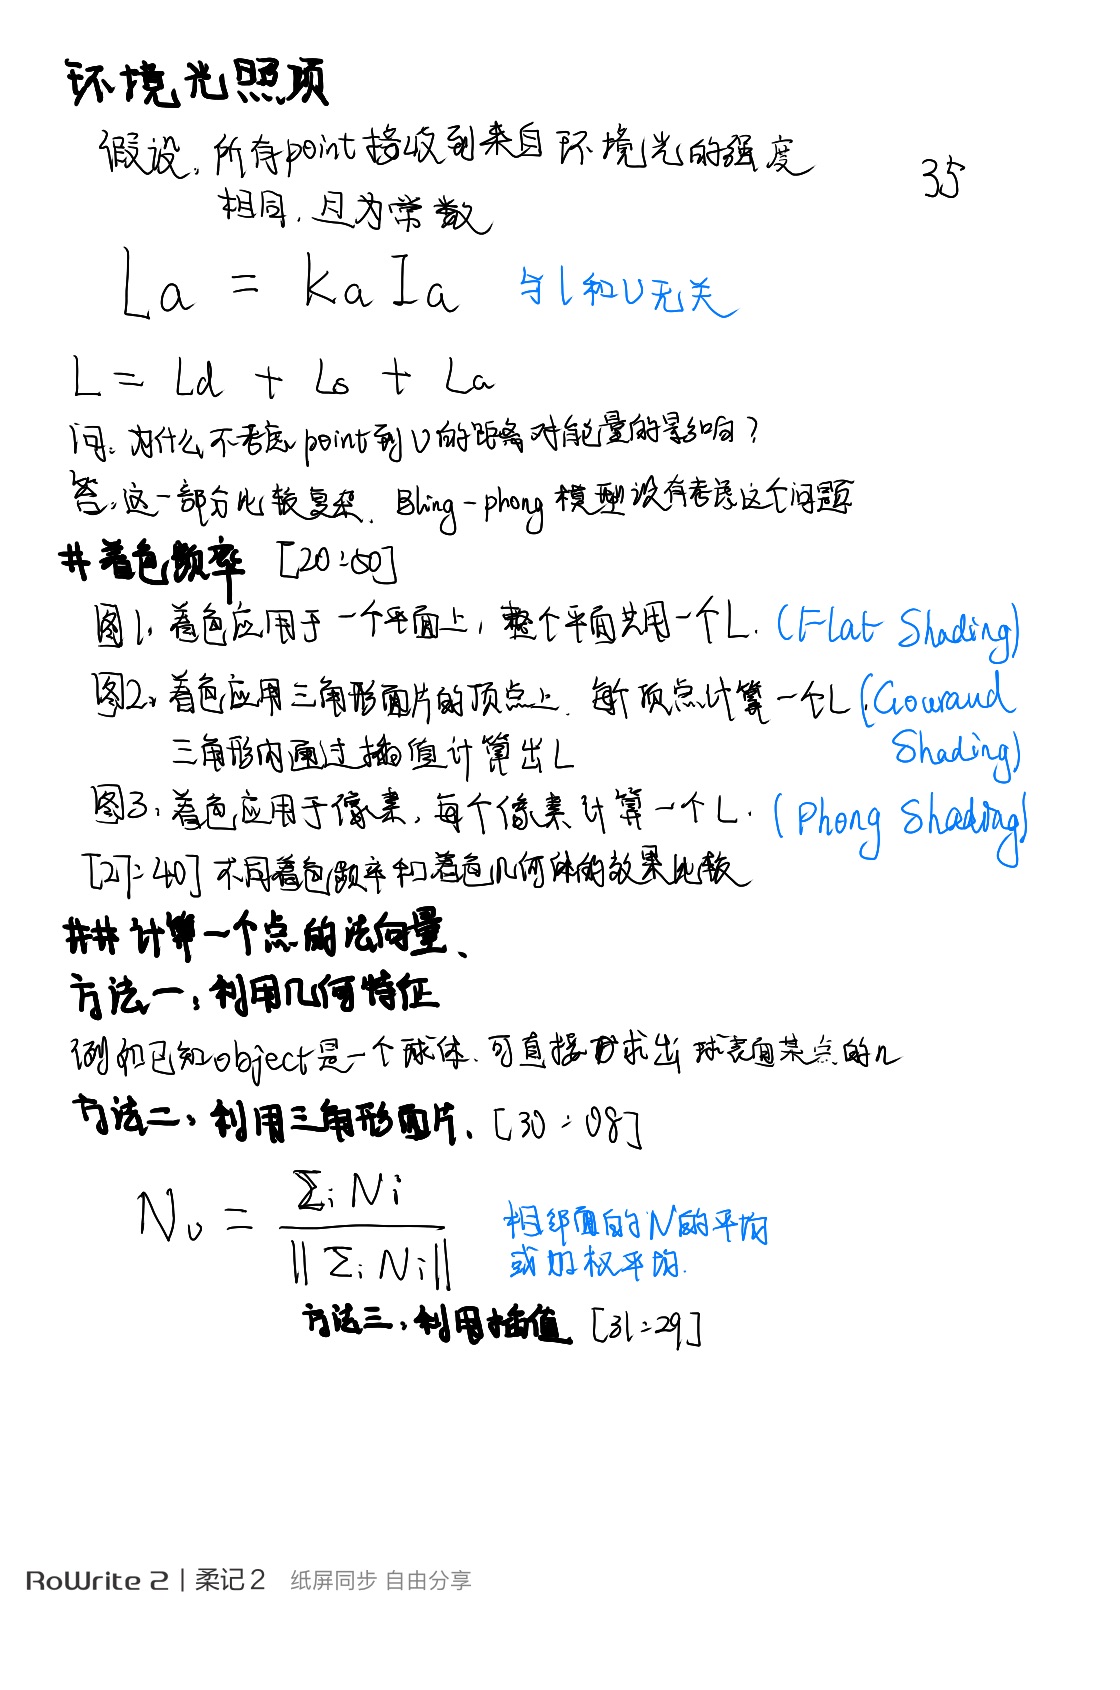 环境光照项
假设，所有point接收到来自环境光的强度
35
相同，且为常数
La = kaIa 与l和v无关
L = Ld + Ls + La
问：为什么不考虑point到v的距离对能量的影响？
答：这一部分比较复杂，Bling-phong模型没有考虑这个问题
# 着色频率 [20:50]
图1，着色应用于一个平面上，整个平面共用一个L. (Flat Shading)
图2，着色应用三角形面片的顶点上，每个顶点计算一个L. (Gouraud
三角形内通过插值计算出L Shading)
图3，着色应用于像素，每个像素计算一个L. (Phong Shading)
[27:40] 不同着色频率和着色几何体的效果比较
## 计算一个点的法向量、
方法一：利用几何特征
例如已知object是一个球体，可直接求出球表面某点的n
方法二：利用三角形面片、[30:08]
Nv = Σi Ni / ||Σi Ni||
相邻面的N的平均
或加权平均.
方法三：利用插值 [31:29]
RoWrite 2 | 柔记2 纸屏同步 自由分享